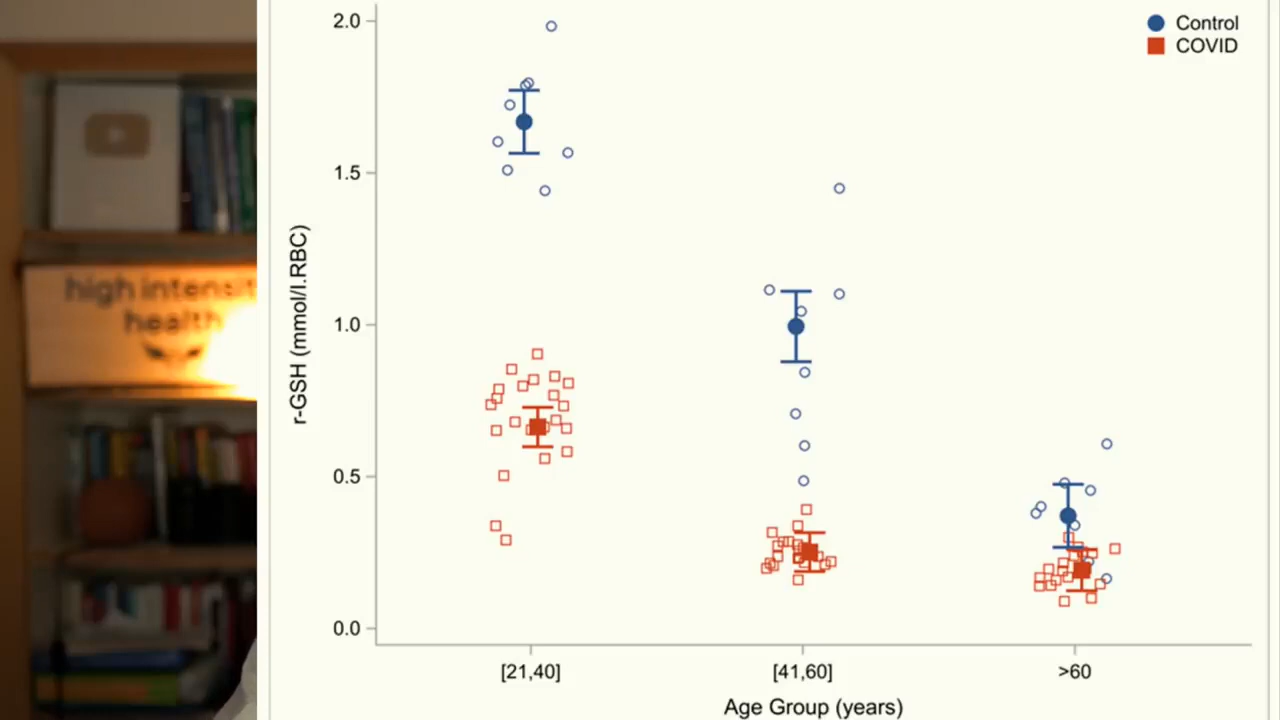 high intensit
health
2.0
1.5
1.0
0.5
0.0
r-GSH (mmol/l.RBC)
[21,40]
[41,60]
>60
Age Group (years)
Control
COVID